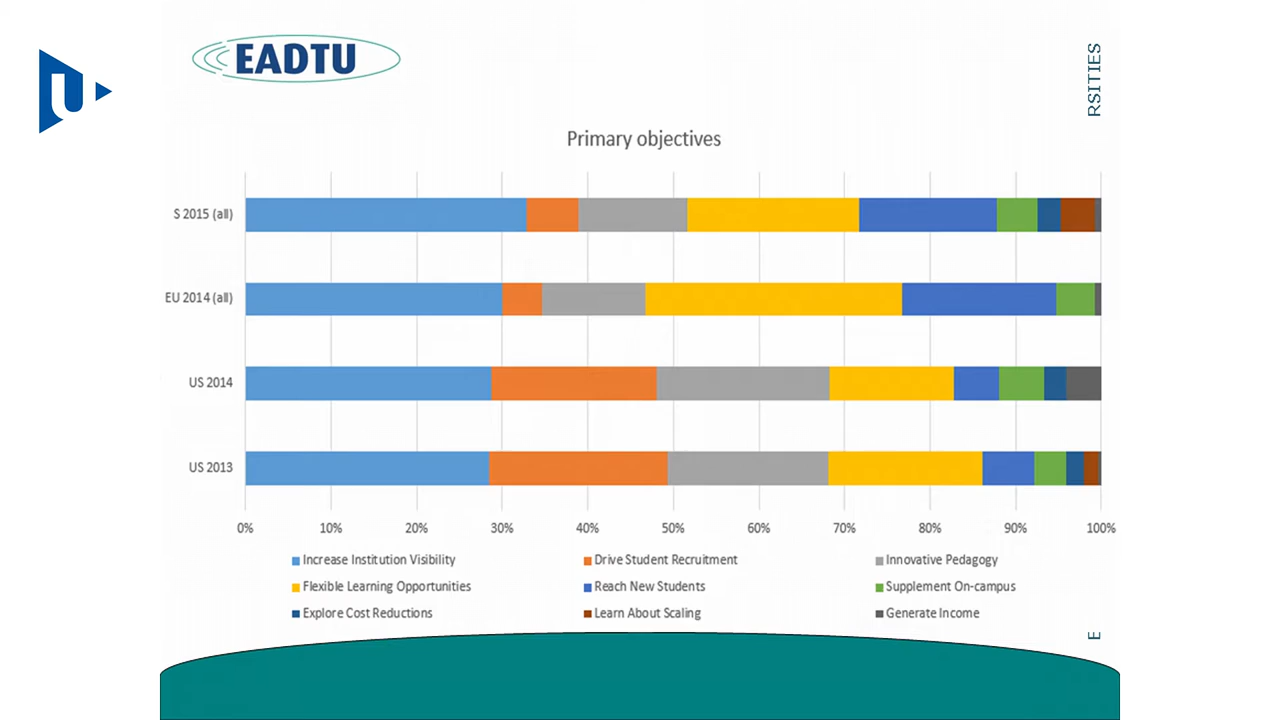 EADTU
U
RSITIES
Primary objectives
S 2015 (all)
EU 2014 (all)
US 2014
US 2013
0% 10% 20% 30% 40% 50% 60% 70% 80% 90% 100%
Increase Institution Visibility Drive Student Recruitment Innovative Pedagogy
Flexible Learning Opportunities Reach New Students Supplement On-campus
Explore Cost Reductions Learn About Scaling Generate Income
E